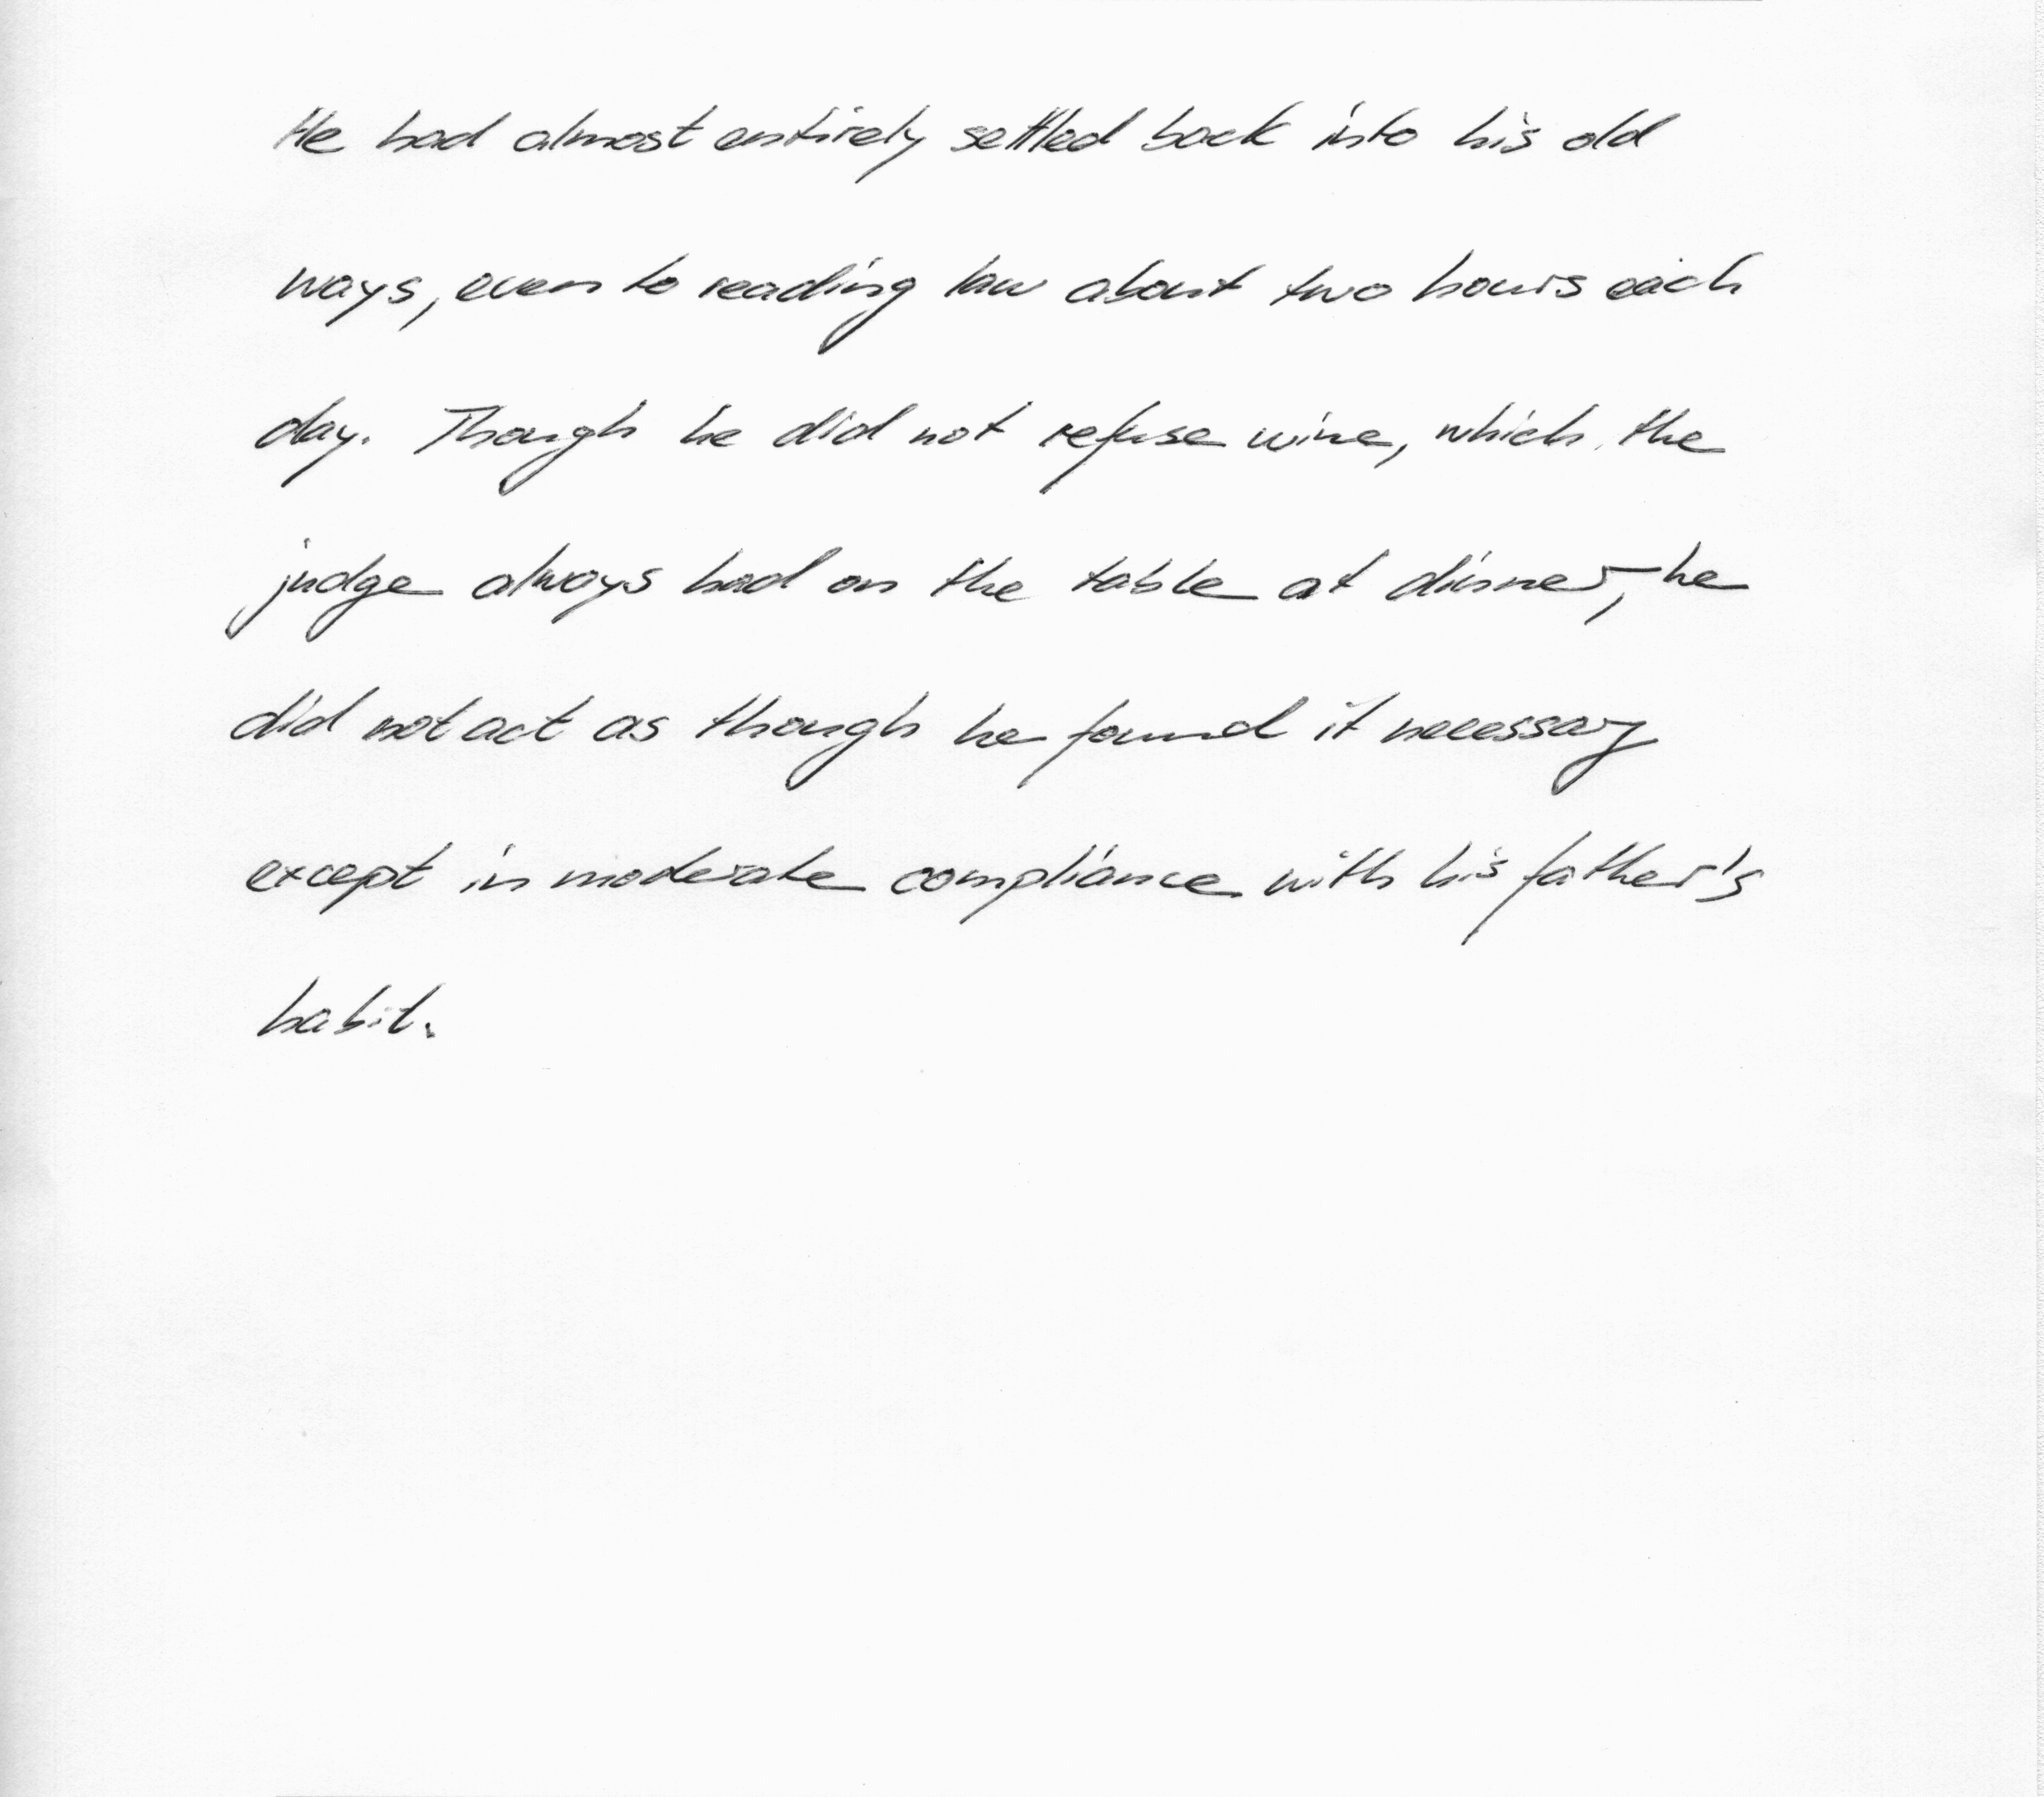 He had almost entirely settled back into his old
ways, even to reading law about two hours each
day. Though he did not refuse wine, which the
judge always had on the table at dinner, he
did not act as though he found it necessary
except in moderate compliance with his father's
habit.